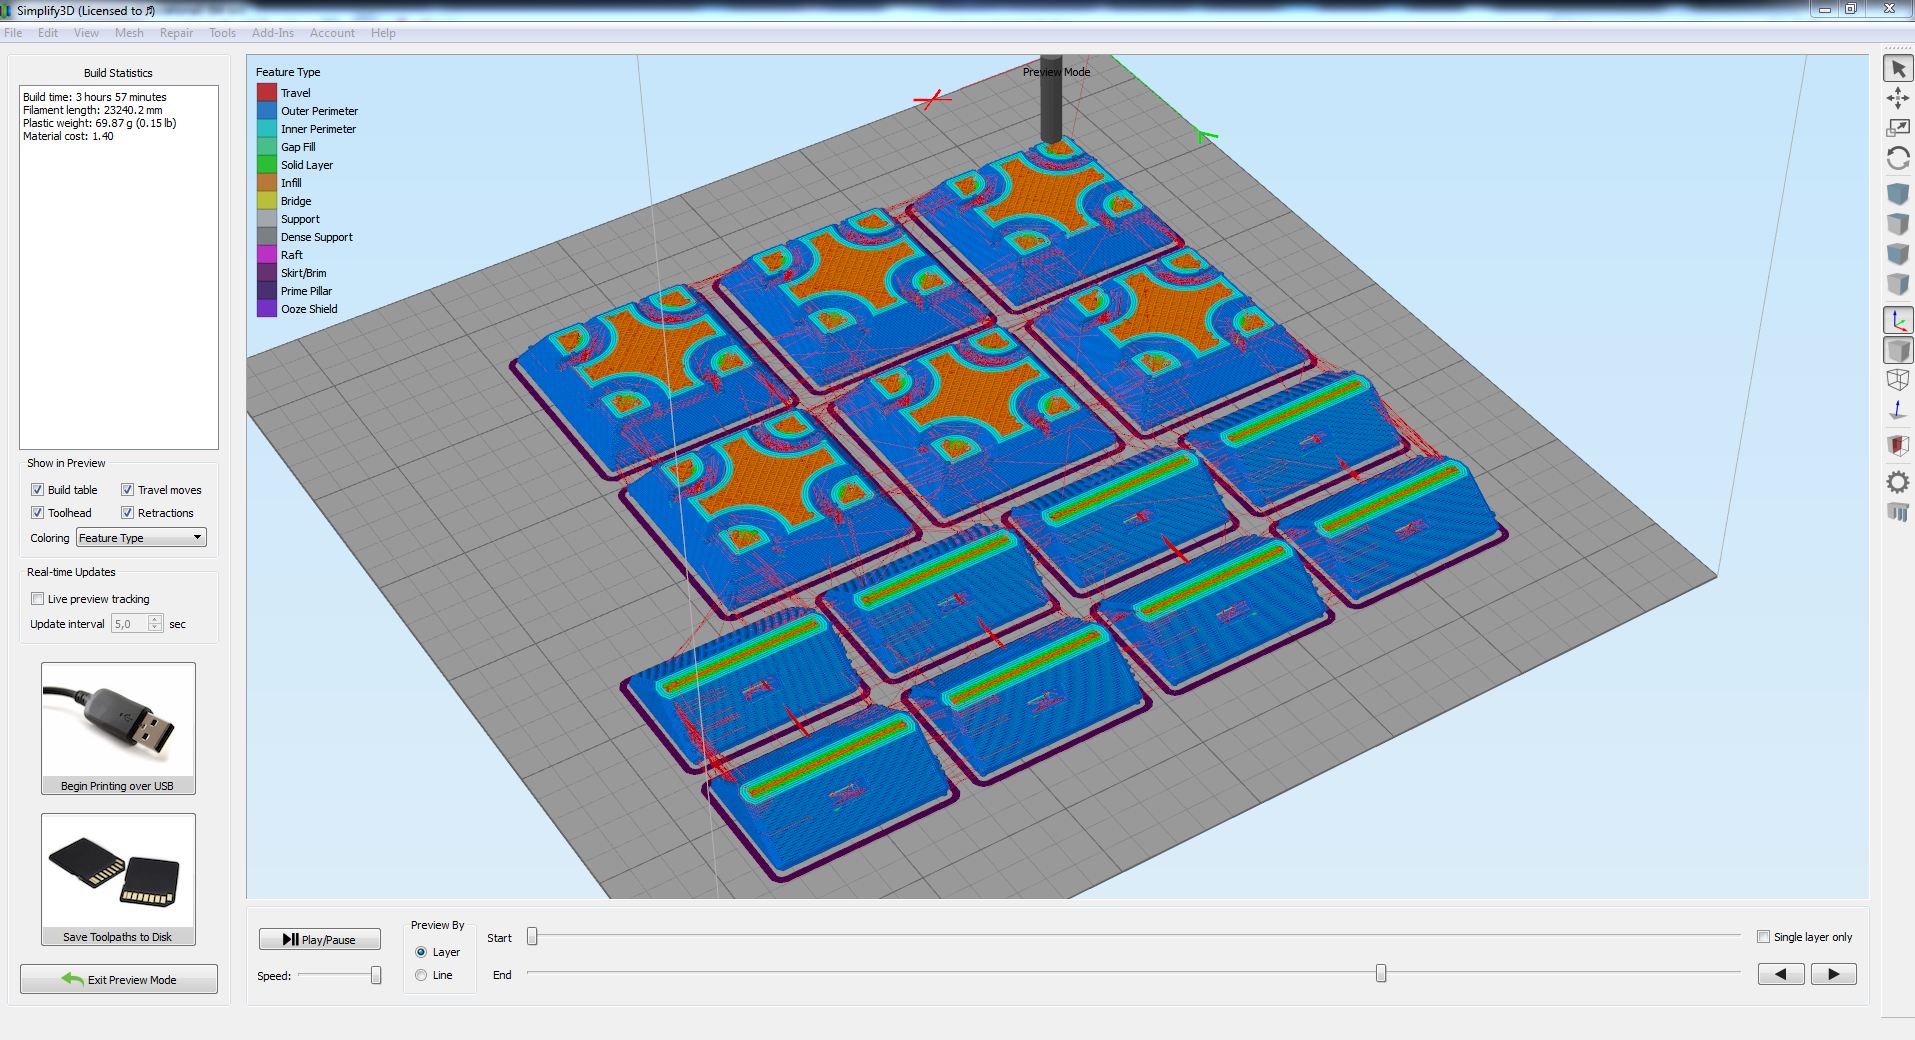 Simplify3D (Licensed to ♬)
File Edit View Mesh Repair Tools Add-Ins Account Help
Build Statistics
Build time: 3 hours 57 minutes
Filament length: 23240.2 mm
Plastic weight: 69.87 g (0.15 lb)
Material cost: 1.40
Show in Preview
Build table Travel moves
Toolhead Retractions
Coloring Feature Type
Real-time Updates
Live preview tracking
Update interval 5,0 sec
Begin Printing over USB
Save Toolpaths to Disk
Exit Preview Mode
Feature Type
Travel
Outer Perimeter
Inner Perimeter
Gap Fill
Solid Layer
Infill
Bridge
Support
Dense Support
Raft
Skirt/Brim
Prime Pillar
Ooze Shield
Preview Mode
Play/Pause
Speed:
Preview By
Layer
Line
Start
End
Single layer only